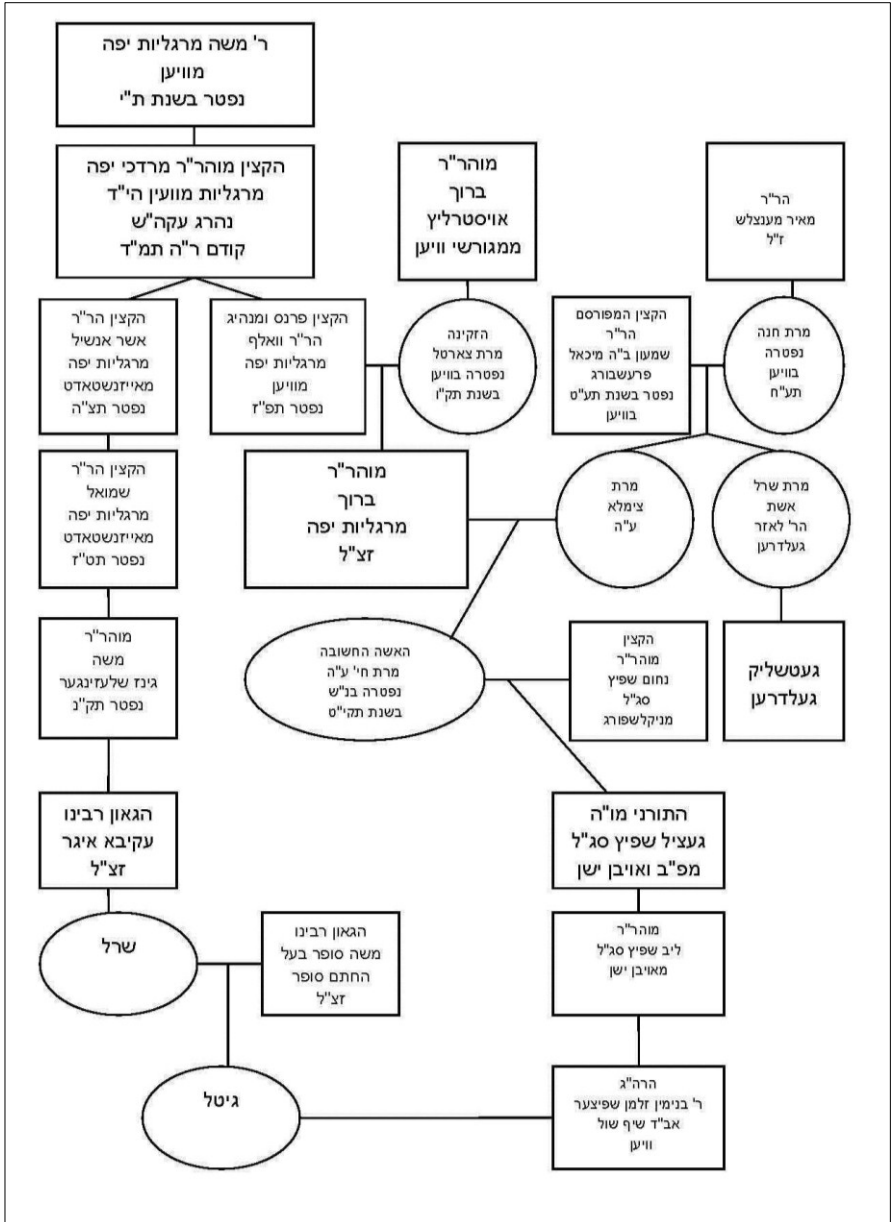 ר' משה מרגליות יפה
מוויען
נפטר בשנת ת"י
הקצין מוהר"ר מרדכי יפה
מרגליות מוועין הי"ד
נהרג עקה"ש
קודם ר"ה תמ"ד
מוהר"ר
ברוך
אויסטרליץ
ממגורשי וויען
הר"ר
מאיר מענצלש
ז"ל
הקצין הר"ר
אשר אנשיל
מרגליות יפה
מאייזנשטאדט
נפטר תצ"ה
הקצין פרנס ומנהיג
הר"ר וואלף
מרגליות יפה
מוויען
נפטר תפ"ז
הזקינה
מרת צארטל
נפטרה בוויען
בשנת תק"ו
הקצין המפורסם
הר"ר
שמעון ב"ה מיכאל
פרעשבורג
נפטר בשנת תע"ט
בוויען
מרת חנה
נפטרה
בוויען
תע"ח
הקצין הר"ר
שמואל
מרגליות יפה
מאייזנשטאדט
נפטר תט"ז
מוהר"ר
ברוך
מרגליות יפה
זצ"ל
מרת
צימלא
ע"ה
מרת שרל
אשת
הר' לאזר
געלדרען
מוהר"ר
משה
גינז שלעזינגער
נפטר תק"נ
האשה החשובה
מרת חי' ע"ה
נפטרה בנ"ש
בשנת תקי"ט
הקצין
מוהר"ר
נחום שפיץ
סג"ל
מניקלשפורג
געטשליק
געלדרען
הגאון רבינו
עקיבא איגר
זצ"ל
התורני מו"ה
געציל שפיץ סג"ל
מפ"ב ואויבן ישן
שרל
הגאון רבינו
משה סופר בעל
החתם סופר
זצ"ל
מוהר"ר
ליב שפיץ סג"ל
מאויבן ישן
גיטל
הרה"ג
ר' בנימין זלמן שפיצער
אב"ד שיף שול
וויען